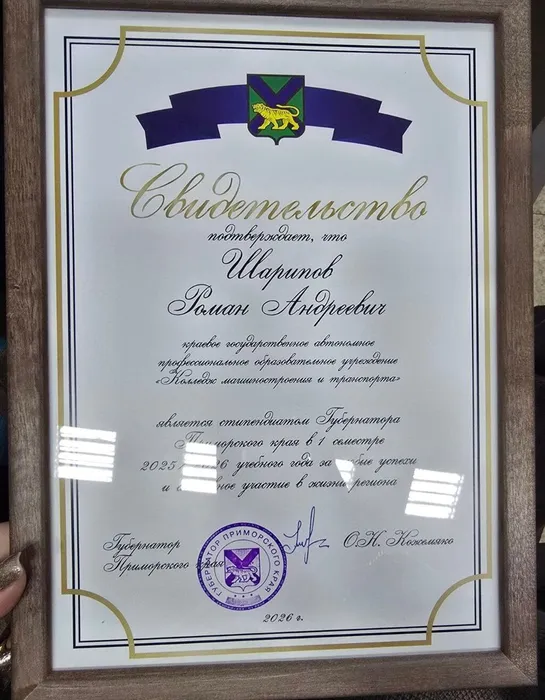 Свидетельство
подтверждает, что
Шарипов
Роман Андреевич
краевое государственное автономное
профессиональное образовательное учреждение
«Колледж машиностроения и транспорта»
является стипендиатом Губернатора
Приморского края в 1 семестре
2025 2026 учебного года за успехи
и участие в жизни региона
Губернатор
Приморского края
О.Н. Кожемяко
ГУБЕРНАТОР ПРИМОРСКОГО КРАЯ
2026 г.